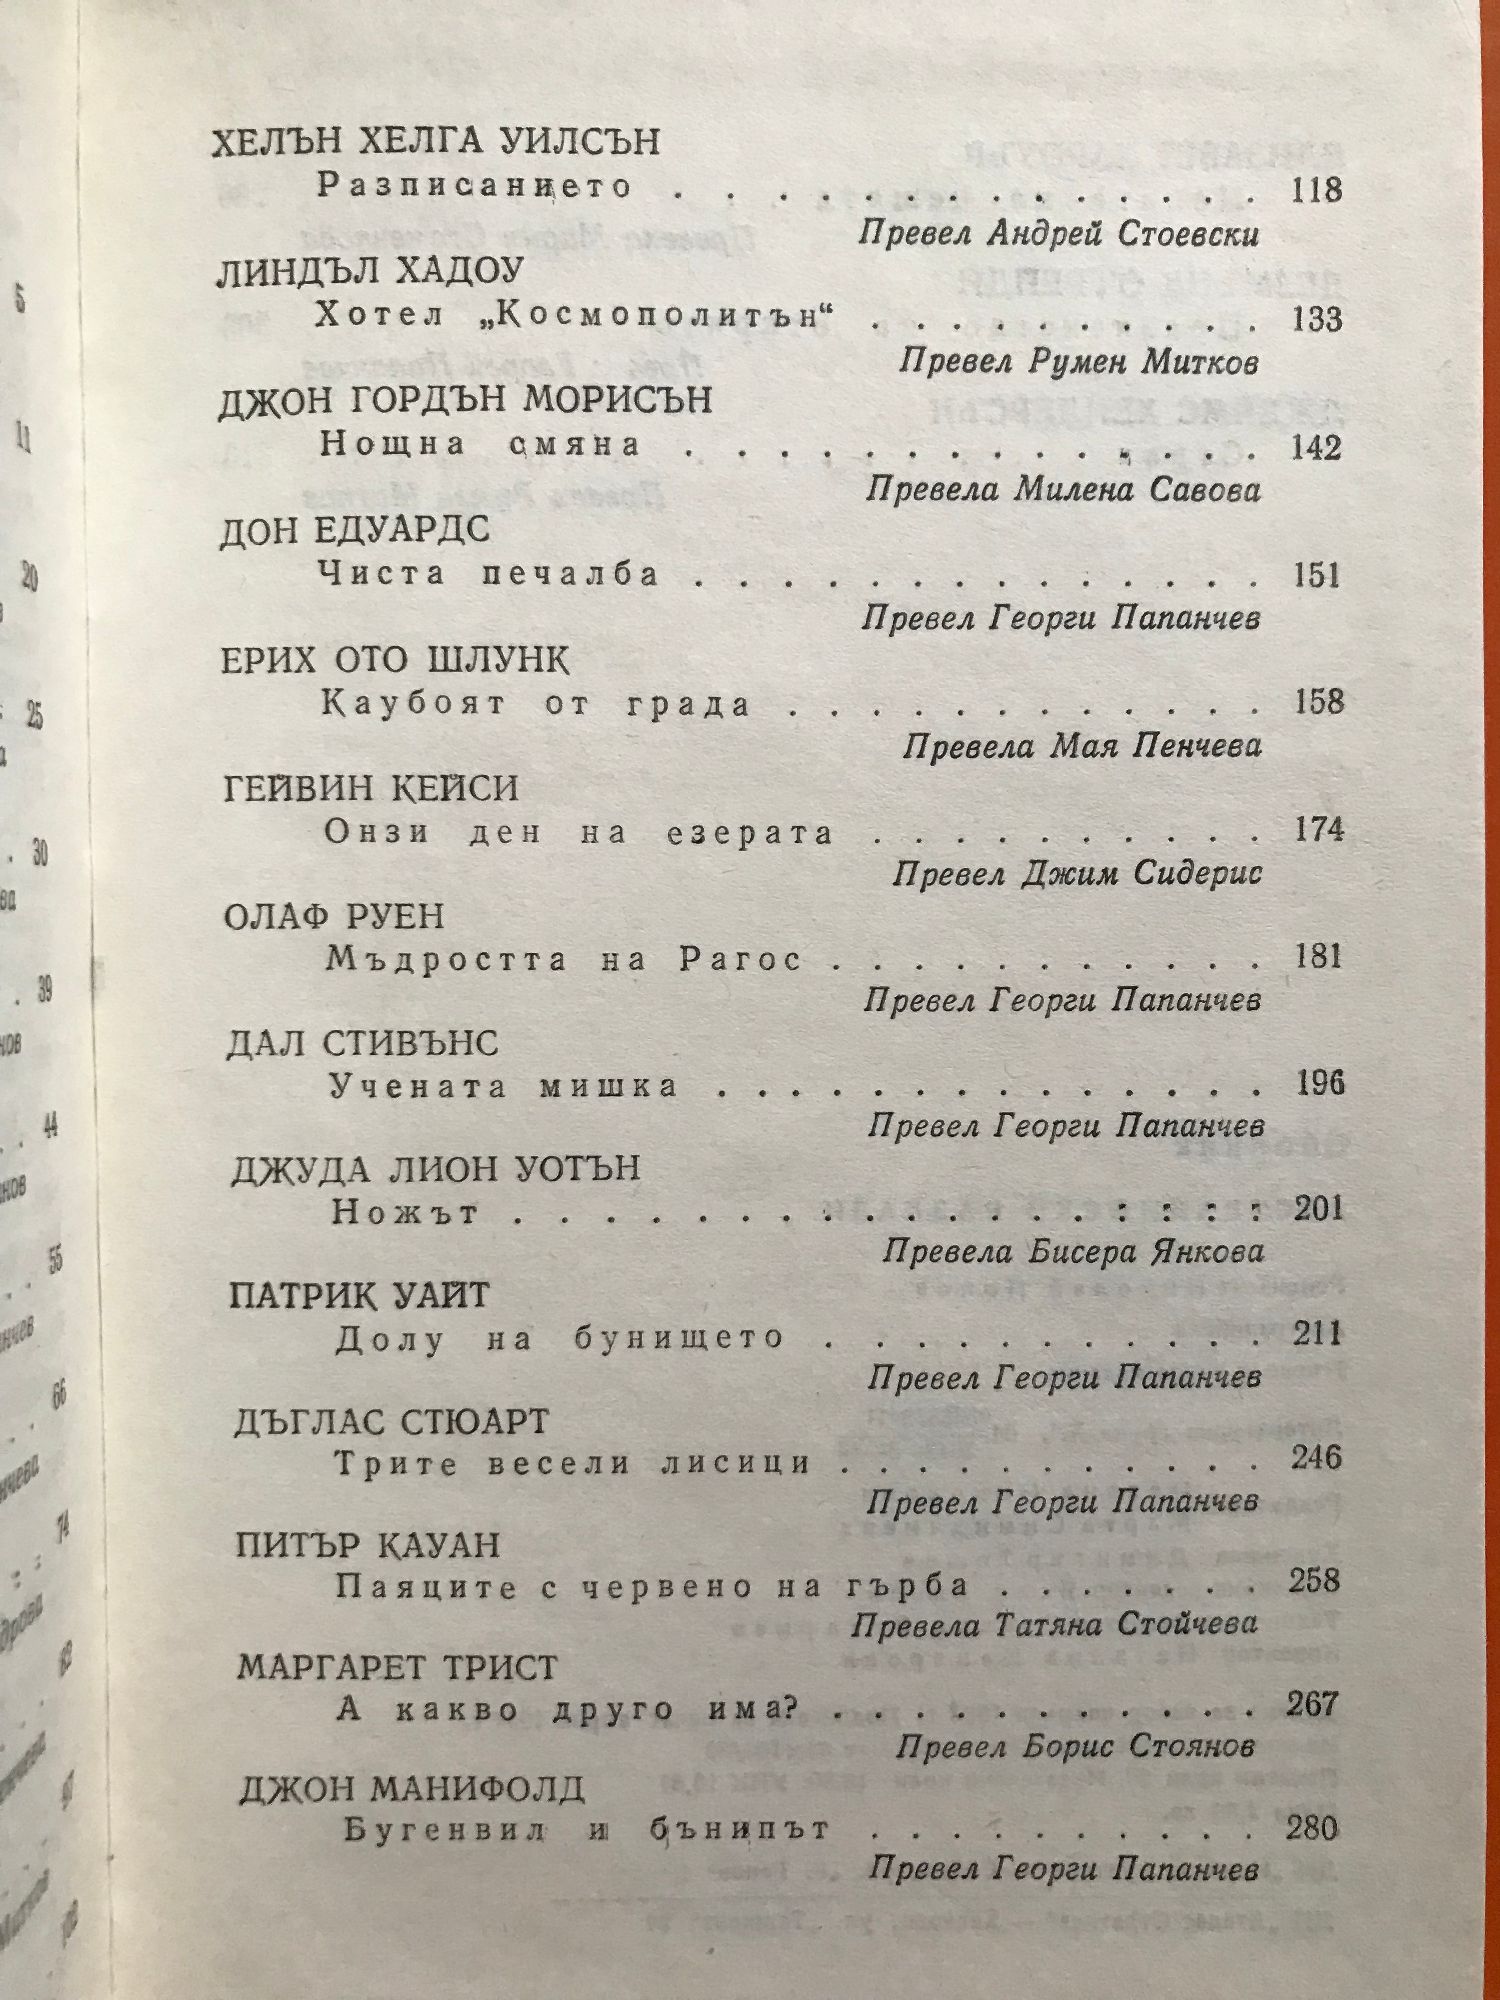 ХЕЛЪН ХЕЛГА УИЛСЪН
Разписанието . . . . . . . . . . . . . . 118
Превел Андрей Стоевски
ЛИНДЪЛ ХАДОУ
Хотел „Космополитън“ . . . . . . . . . . 133
Превел Румен Митков
ДЖОН ГОРДЪН МОРИСЪН
Нощна смяна . . . . . . . . . . . . . . 142
Превела Милена Савова
ДОН ЕДУАРДС
Чиста печалба . . . . . . . . . . . . . . 151
Превел Георги Папанчев
ЕРИХ ОТО ШЛУНК
Каубоят от града . . . . . . . . . . . . 158
Превела Мая Пенчева
ГЕЙВИН КЕЙСИ
Онзи ден на езерата . . . . . . . . . . 174
Превел Джим Сидерис
ОЛАФ РУЕН
Мъдростта на Рагос . . . . . . . . . . . 181
Превел Георги Папанчев
ДАЛ СТИВЪНС
Учената мишка . . . . . . . . . . . . . . 196
Превел Георги Папанчев
ДЖУДА ЛИОН УОТЪН
Ножът . . . . . . . . . . . . . . : : : : 201
Превела Бисера Янкова
ПАТРИК УАЙТ
Долу на бунището . . . . . . . . . . . 211
Превел Георги Папанчев
ДЪГЛАС СТЮАРТ
Трите весели лисици . . . . . . . . . . 246
Превел Георги Папанчев
ПИТЪР КАУАН
Паяците с червено на гърба . . . . . . . 258
Превела Татяна Стойчева
МАРГАРЕТ ТРИСТ
А какво друго има? . . . . . . . . . . . 267
Превел Борис Стоянов
ДЖОН МАНИФОЛД
Бугенвил и бънипът . . . . . . . . . . 280
Превел Георги Папанчев